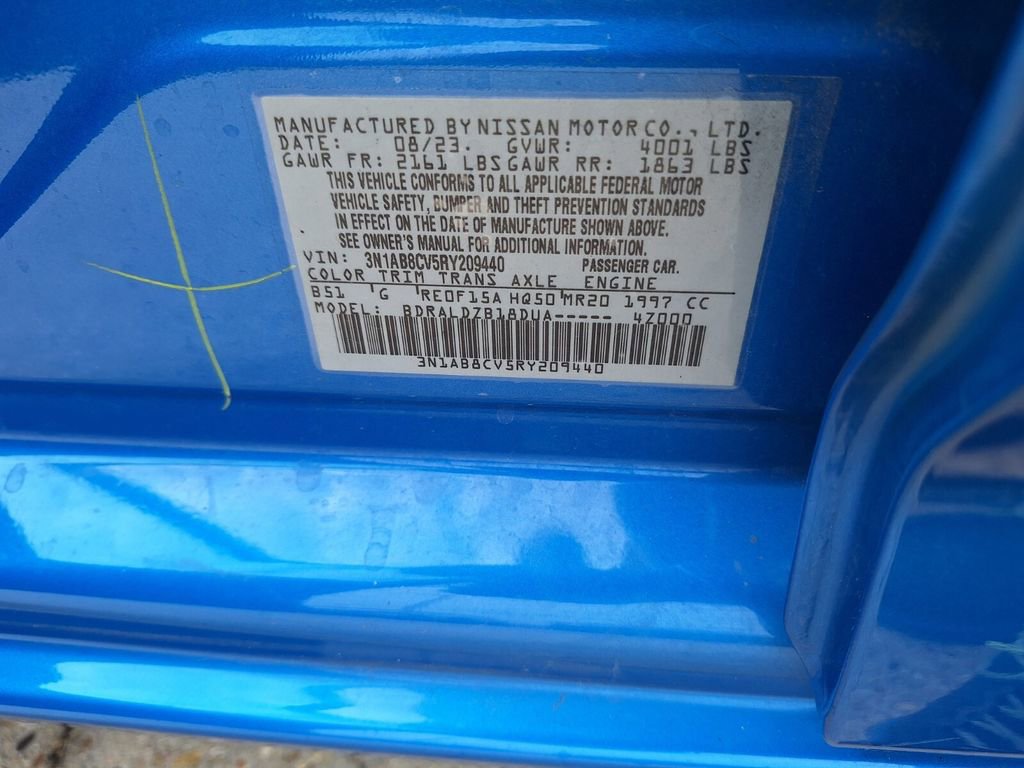 MANUFACTURED BY NISSAN MOTOR CO., LTD.
DATE: 08/23. GVWR: 4001 LBS
GAWR FR: 2161 LBS GAWR RR: 1863 LBS
THIS VEHICLE CONFORMS TO ALL APPLICABLE FEDERAL MOTOR
VEHICLE SAFETY, BUMPER AND THEFT PREVENTION STANDARDS
IN EFFECT ON THE DATE OF MANUFACTURE SHOWN ABOVE.
SEE OWNER'S MANUAL FOR ADDITIONAL INFORMATION.
VIN: 3N1AB8CV5RY209440 PASSENGER CAR.
COLOR TRIM TRANS AXLE ENGINE
B51 'G 'RE0F15A HQ50'MR20 1997 CC
MODEL: BDRALDZB18DUA----- 4Z000
3N1AB8CV5RY209440